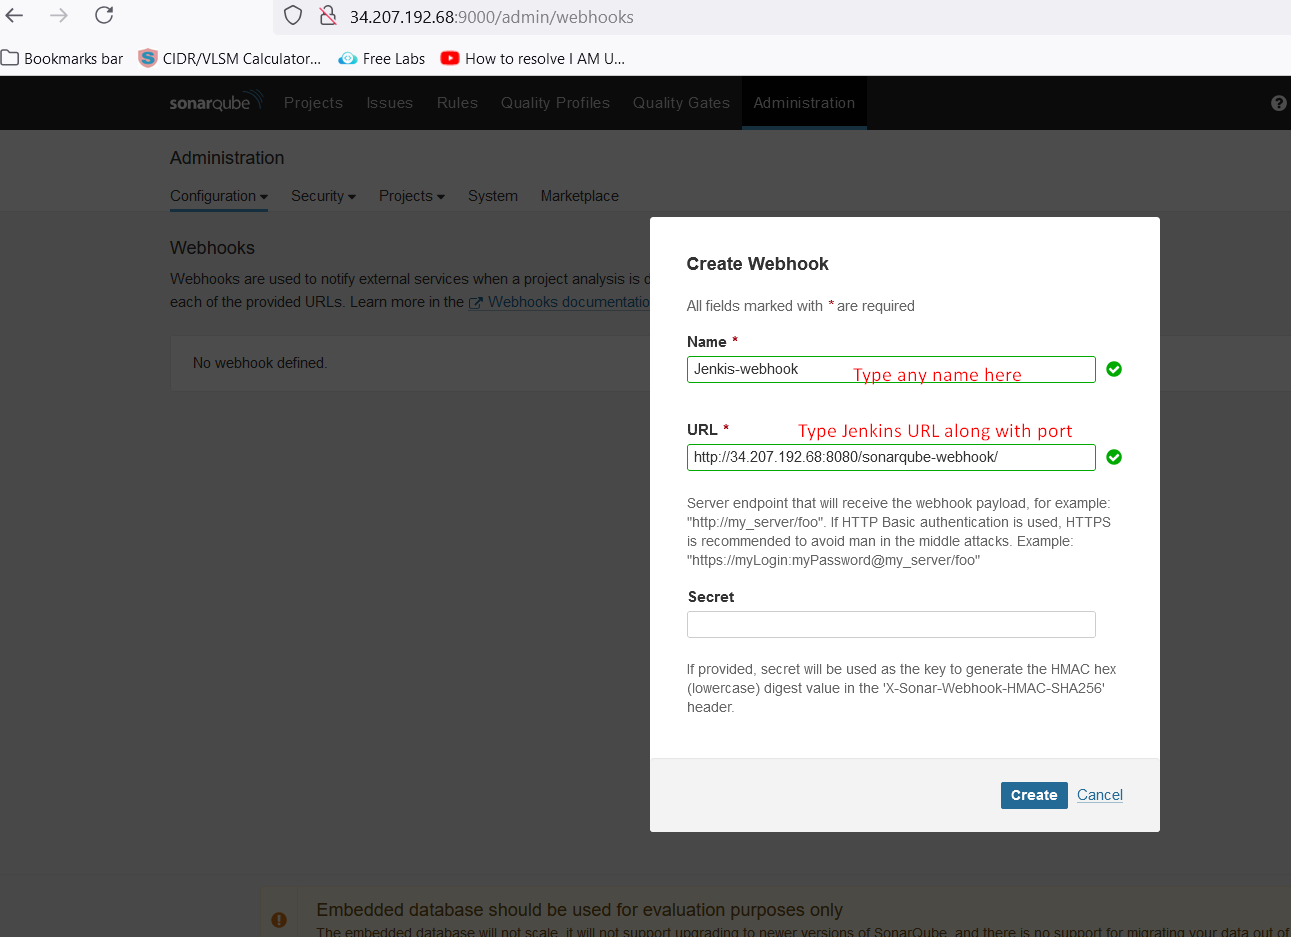 34.207.192.68:9000/admin/webhooks
Bookmarks bar CIDR/VLSM Calculator... Free Labs How to resolve I AM U...
sonarqube Projects Issues Rules Quality Profiles Quality Gates Administration
Administration
Configuration Security Projects System Marketplace
Webhooks
Webhooks are used to notify external services when a project analysis is
each of the provided URLs. Learn more in the Webhooks documentatio
No webhook defined.
Create Webhook
All fields marked with * are required
Name *
Jenkis-webhook
Type any name here
URL *
Type Jenkins URL along with port
http://34.207.192.68:8080/sonarqube-webhook/
Server endpoint that will receive the webhook payload, for example:
"http://my_server/foo". If HTTP Basic authentication is used, HTTPS
is recommended to avoid man in the middle attacks. Example:
"https://myLogin:myPassword@my_server/foo"
Secret
If provided, secret will be used as the key to generate the HMAC hex
(lowercase) digest value in the 'X-Sonar-Webhook-HMAC-SHA256'
header.
Create Cancel
Embedded database should be used for evaluation purposes only
The embedded database will not scale, it will not support upgrading to newer versions of SonarQube, and there is no support for migrating your data out of